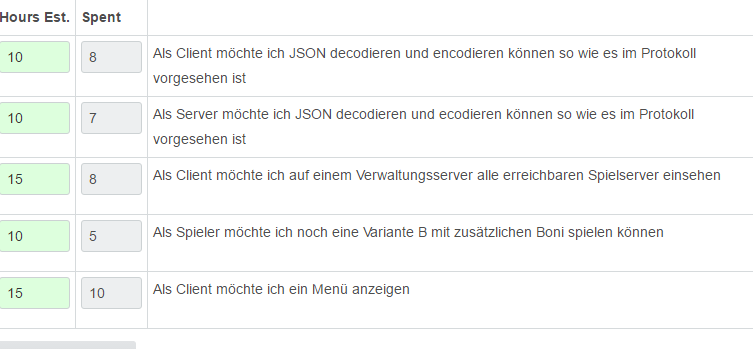 Hours Est. Spent
10 8 Als Client möchte ich JSON decodieren und encodieren können so wie es im Protokoll
vorgesehen ist
10 7 Als Server möchte ich JSON decodieren und ecodieren können so wie es im Protokoll
vorgesehen ist
15 8 Als Client möchte ich auf einem Verwaltungsserver alle erreichbaren Spielserver einsehen
10 5 Als Spieler möchte ich noch eine Variante B mit zusätzlichen Boni spielen können
15 10 Als Client möchte ich ein Menü anzeigen